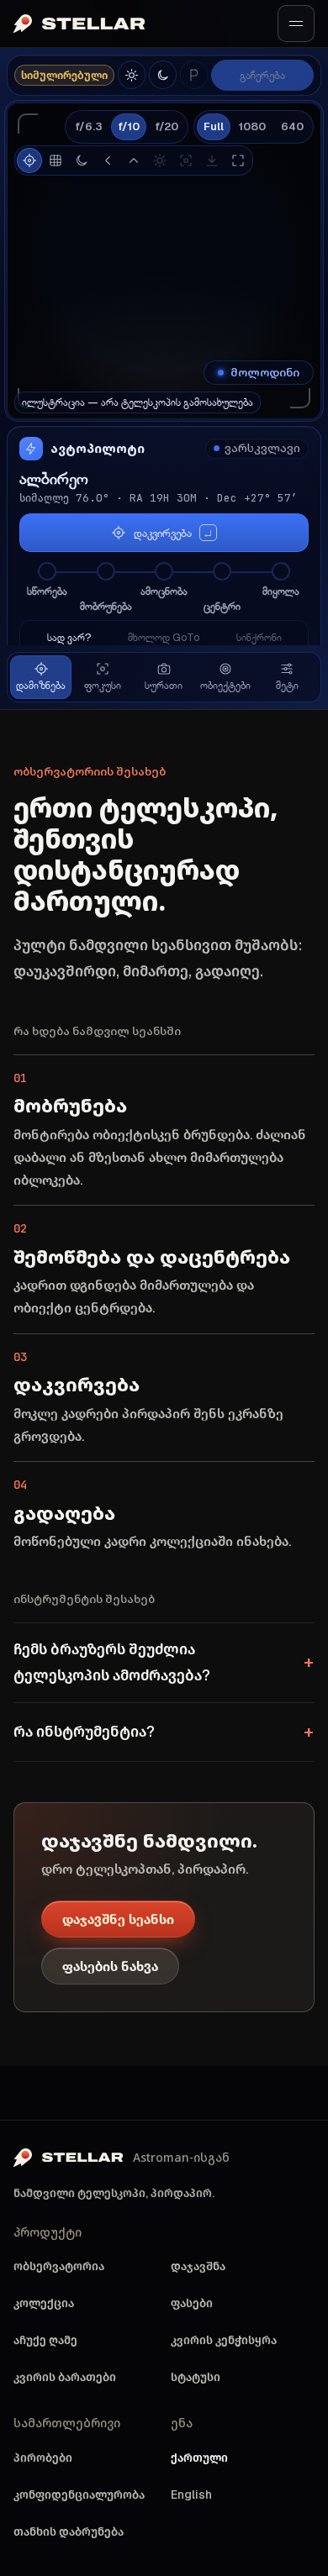 STELLAR
სიმულირებული
P
გაჩერება
f/6.3 f/10 f/20 Full 1080 640
მოლოდინი
ილუსტრაცია — არა ტელესკოპის გამოსახულება
ავტოპილოტი
ვარსკვლავი
ალბირეო
სიმაღლე 76.0° · RA 19H 30M · Dec +27° 57′
დაკვირვება
სწორება
მობრუნება
ამოცნობა
ცენტრი
მიყოლა
სად ვარ?
მხოლოდ GoTo
სინქრონი
დამიზნება
ფოკუსი
სურათი
ობიექტები
მეტი
ობსერვატორიის შესახებ
ერთი ტელესკოპი,
შენთვის
დისტანციურად
მართული.
პულტი ნამდვილი სეანსივით მუშაობს:
დაუკავშირდი, მიმართე, გადაიღე.
რა ხდება ნამდვილ სეანსში
01
მობრუნება
მონტირება ობიექტისკენ ბრუნდება. ძალიან
დაბალი ან მზესთან ახლო მიმართულება
იბლოკება.
02
შემოწმება და დაცენტრება
კადრით დგინდება მიმართულება და
ობიექტი ცენტრდება.
03
დაკვირვება
მოკლე კადრები პირდაპირ შენს ეკრანზე
გროვდება.
04
გადაღება
მოწონებული კადრი კოლექციაში ინახება.
ინსტრუმენტის შესახებ
ჩემს ბრაუზერს შეუძლია
ტელესკოპის ამოძრავება?
+
რა ინსტრუმენტია?
+
დაჯავშნე ნამდვილი.
დრო ტელესკოპთან, პირდაპირ.
დაჯავშნე სეანსი
ფასების ნახვა
STELLAR Astroman-ისგან
ნამდვილი ტელესკოპი, პირდაპირ.
პროდუქტი
ობსერვატორია
დაჯავშნა
კოლექცია
ფასები
აჩუქე ღამე
კვირის კენჭისყრა
კვირის ბარათები
სტატუსი
სამართლებრივი
ენა
პირობები
ქართული
კონფიდენციალურობა
English
თანხის დაბრუნება